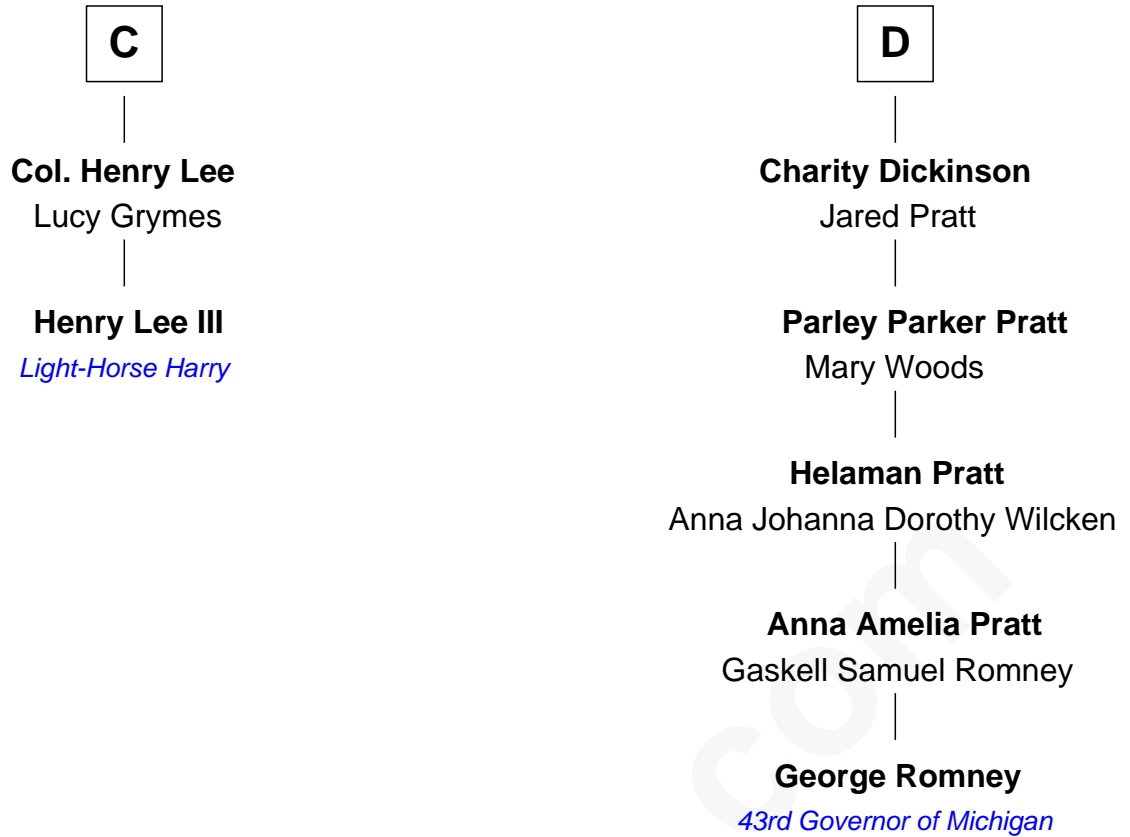 C
Col. Henry Lee
Lucy Grymes
Henry Lee III
Light-Horse Harry
D
Charity Dickinson
Jared Pratt
Parley Parker Pratt
Mary Woods
Helaman Pratt
Anna Johanna Dorothy Wilcken
Anna Amelia Pratt
Gaskell Samuel Romney
George Romney
43rd Governor of Michigan
com